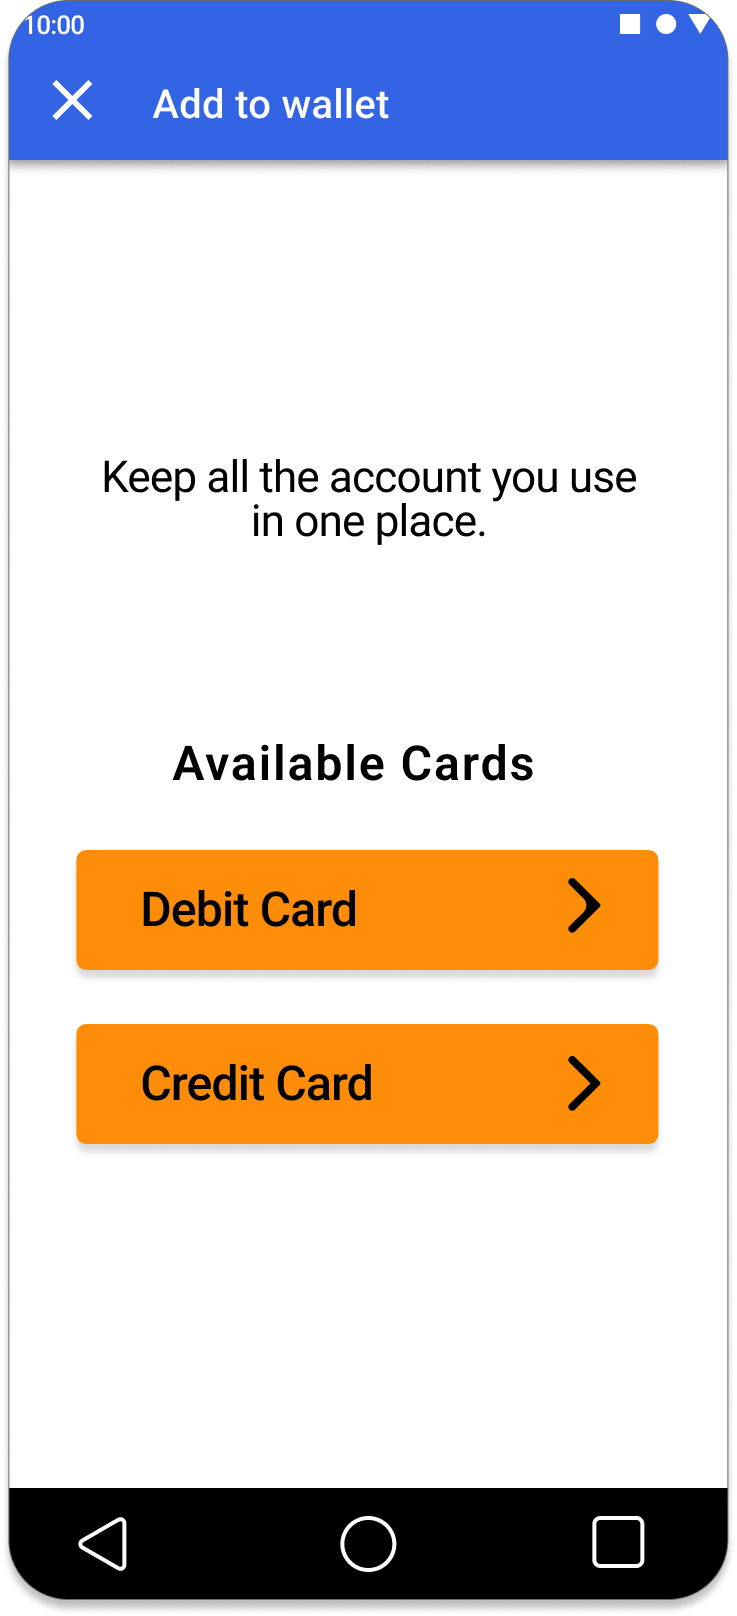 10:00
Add to wallet
Keep all the account you use
in one place.
Available Cards
Debit Card
Credit Card